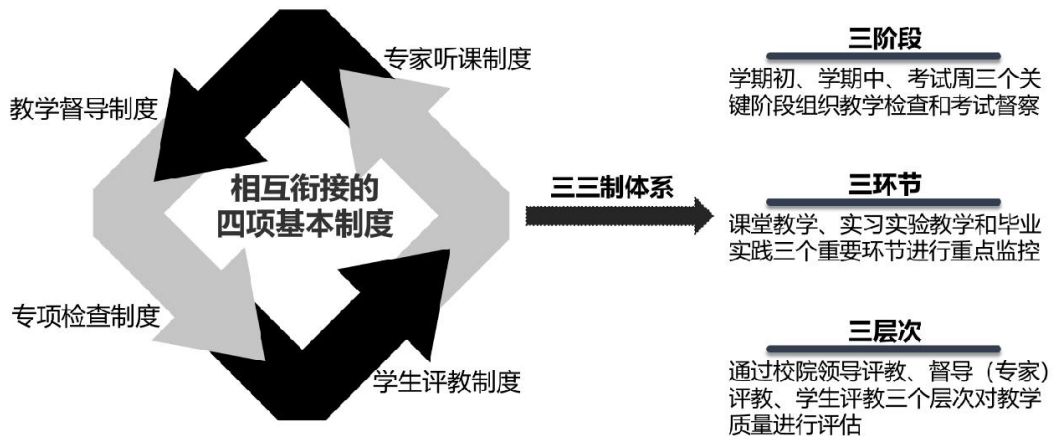 专家听课制度
教学督导制度
相互衔接的
四项基本制度
专项检查制度
学生评教制度
三三制体系
三阶段
学期初、学期中、考试周三个关
键阶段组织教学检查和考试督察
三环节
课堂教学、实习实验教学和毕业
实践三个重要环节进行重点监控
三层次
通过校院领导评教、督导（专家）
评教、学生评教三个层次对教学
质量进行评估